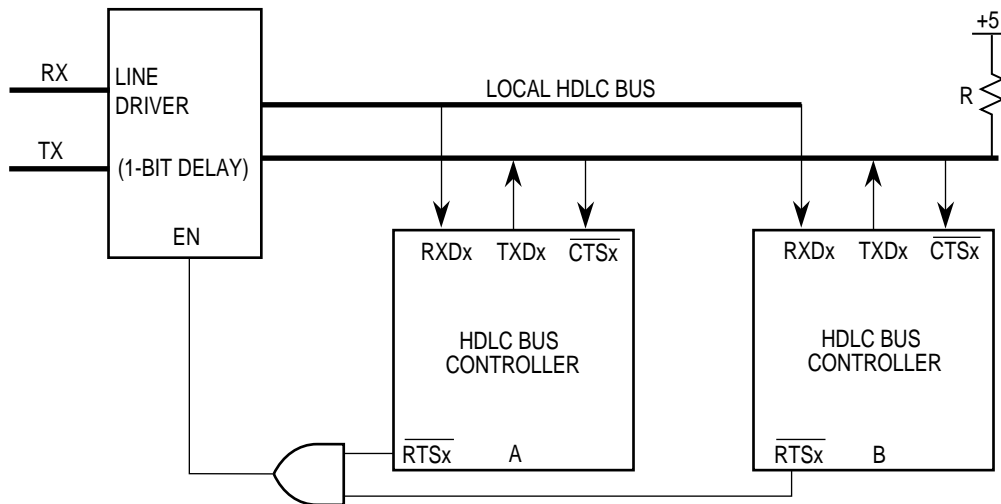 +5
RX
LINE
DRIVER
LOCAL HDLC BUS
R
TX
(1-BIT DELAY)
EN
RXDx TXDx CTSx
RXDx TXDx CTSx
HDLC BUS
CONTROLLER
HDLC BUS
CONTROLLER
RTSx A
RTSx B